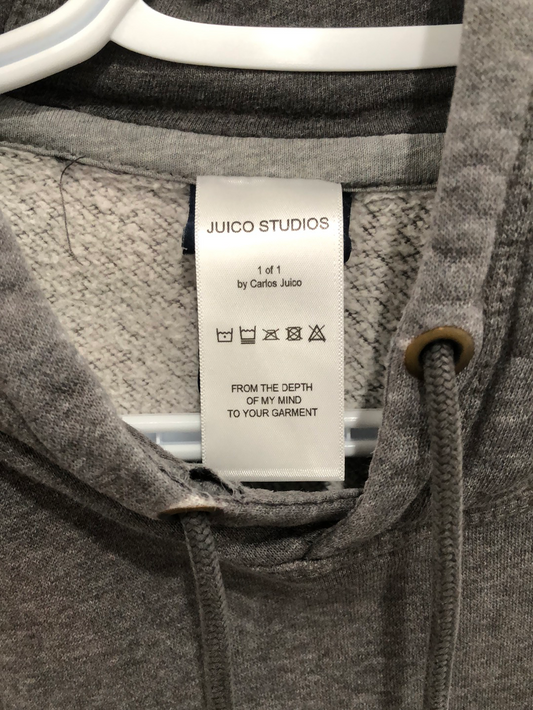 JUICO STUDIOS
1 of 1
by Carlos Juico
FROM THE DEPTH
OF MY MIND
TO YOUR GARMENT